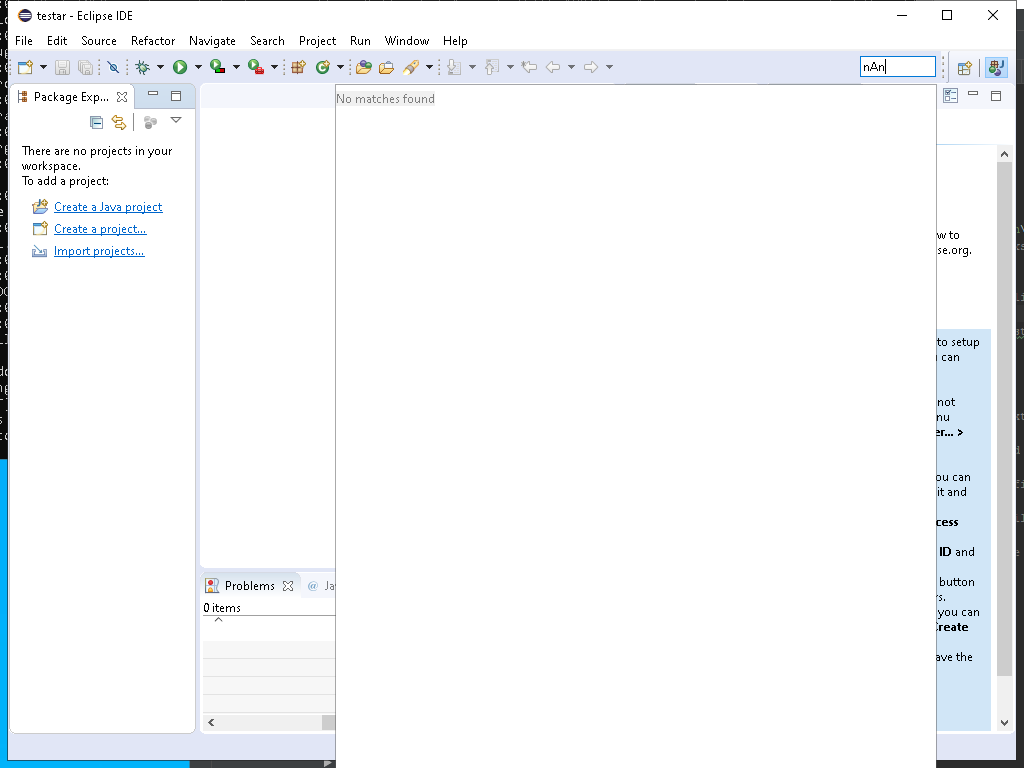 testar - Eclipse IDE
File Edit Source Refactor Navigate Search Project Run Window Help
nAn
Package Exp...
No matches found
There are no projects in your
workspace.
To add a project:
Create a Java project
Create a project...
Import projects...
w to
se.org.
to setup
can
not
nu
er... >
ou can
it and
cess
ID and
button
rs.
you can
Create
ave the
Problems
@ Ja
0 items